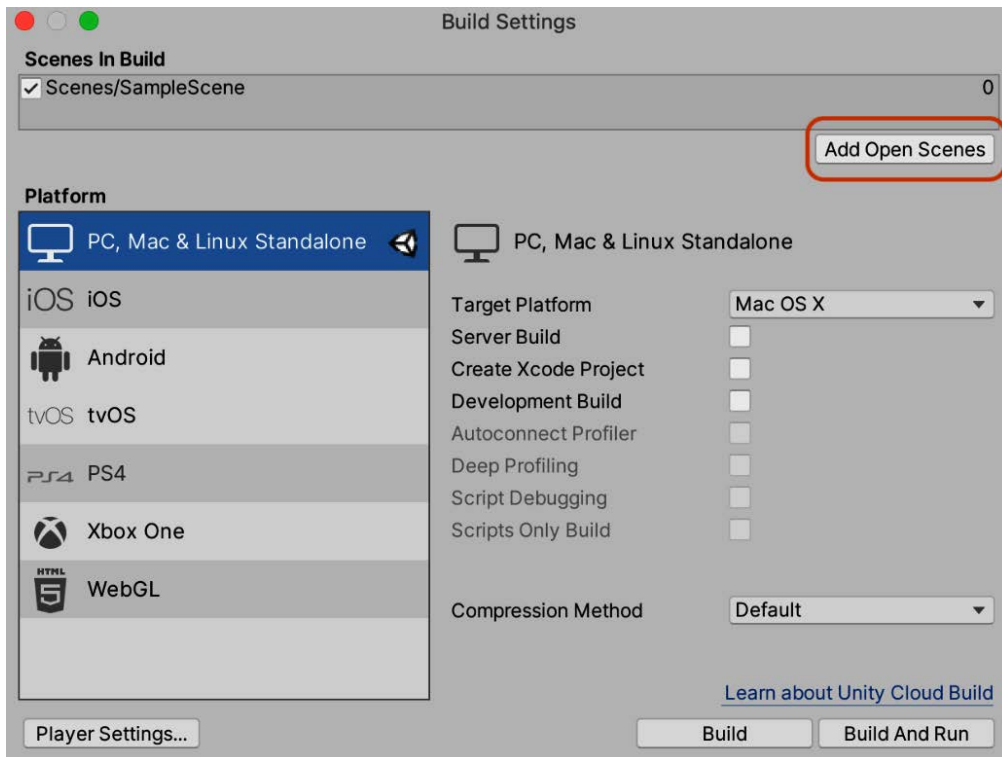 Build Settings
Scenes In Build
Scenes/SampleScene 0
Add Open Scenes
Platform
PC, Mac & Linux Standalone
iOS iOS
Android
tvOS tvOS
PS4 PS4
Xbox One
HTML 5 WebGL
PC, Mac & Linux Standalone
Target Platform Mac OS X
Server Build
Create Xcode Project
Development Build
Autoconnect Profiler
Deep Profiling
Script Debugging
Scripts Only Build
Compression Method Default
Learn about Unity Cloud Build
Player Settings... Build Build And Run